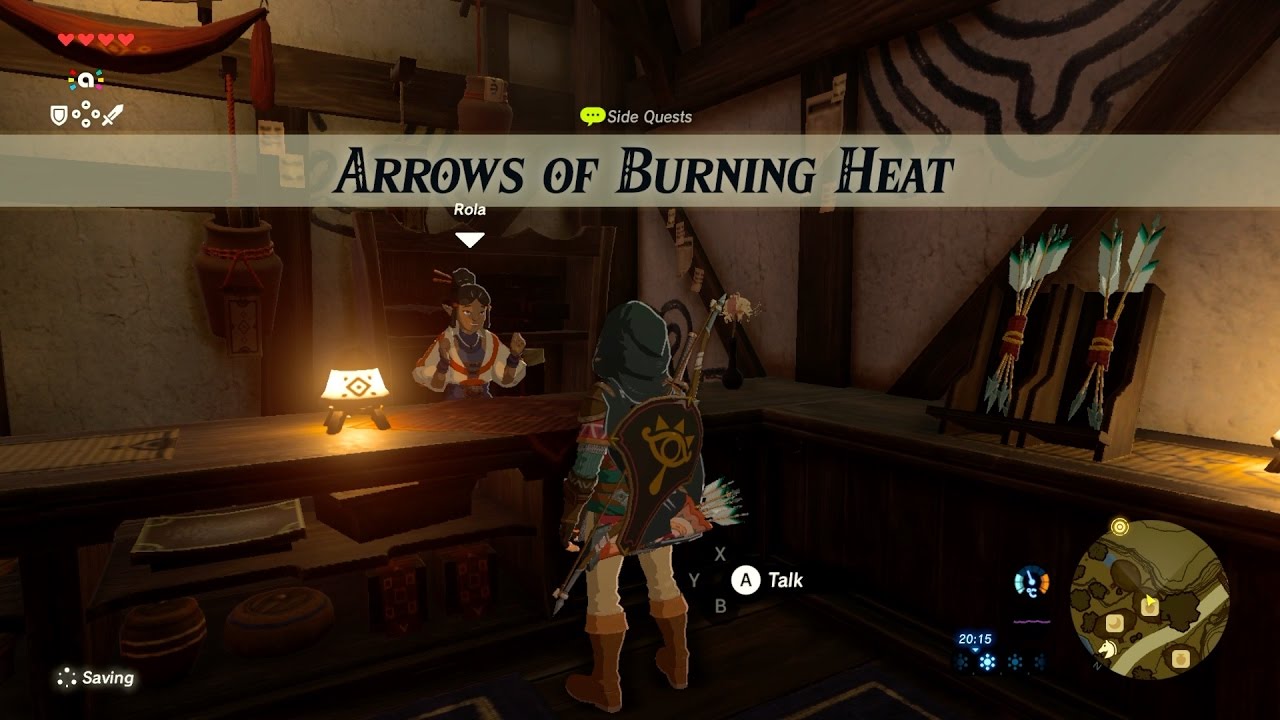 a
Side Quests
ARROWS OF BURNING HEAT
Rola
X
Y
A Talk
B
°C
20:15
N
Saving